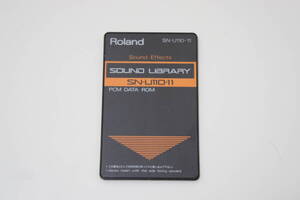 Roland SN-U110-11
Sound Effects
SOUND LIBRARY
SN-U110-11
PCM DATA ROM